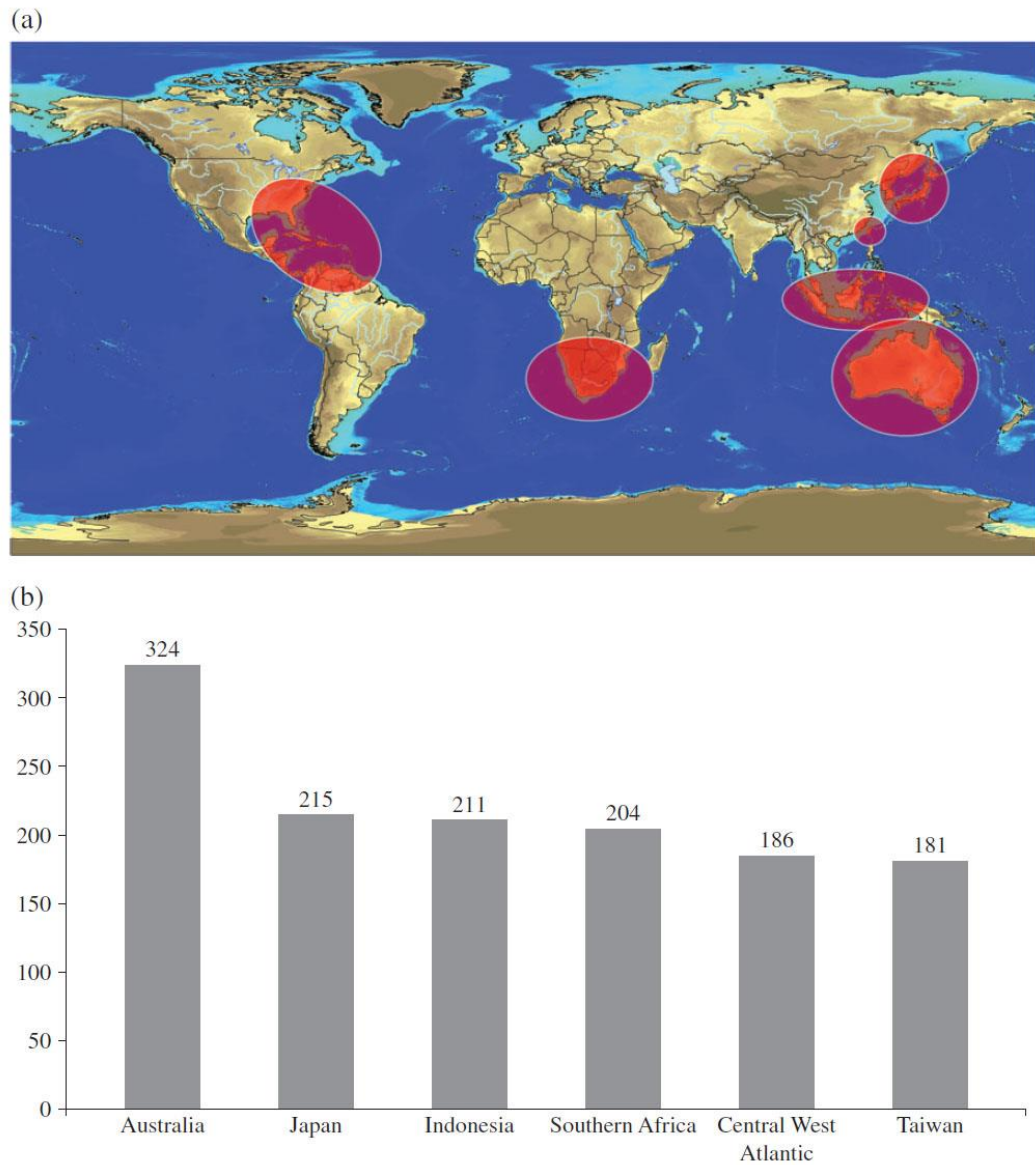 (a)
(b)
350
300
250
200
150
100
50
0
324
215
211
204
186
181
Australia
Japan
Indonesia
Southern Africa
Central West
Atlantic
Taiwan